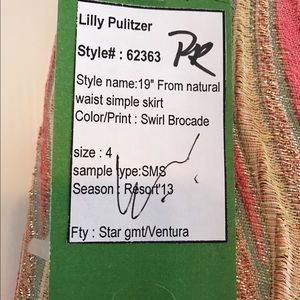 Lilly Pulitzer
Style# : 62363 PR
Style name:19" From natural
waist simple skirt
Color/Print : Swirl Brocade
size : 4
sample type:SMS
Season : Resort'13
Fty : Star gmt/Ventura